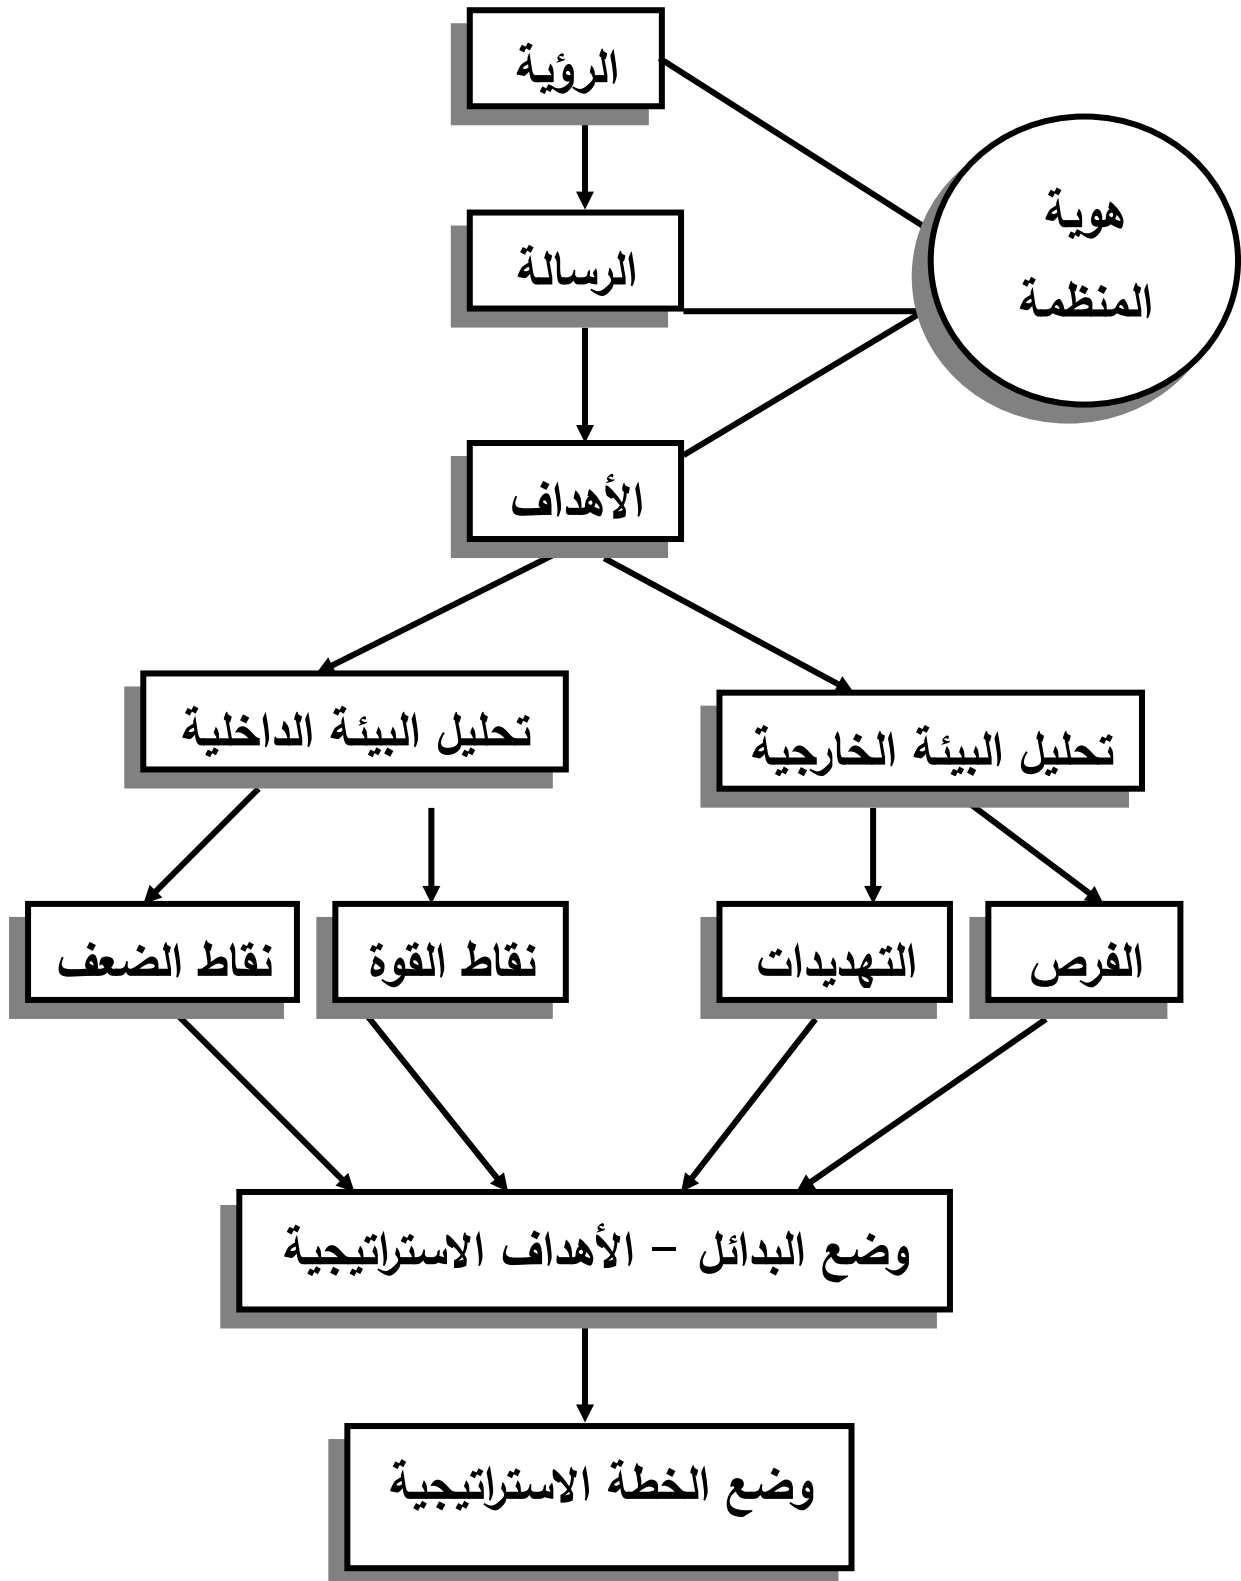 الرؤية
هوية
المنظمة
الرسالة
الأهداف
تحليل البيئة الخارجية
تحليل البيئة الداخلية
الفرص
التهديدات
نقاط القوة
نقاط الضعف
وضع البدائل – الأهداف الاستراتيجية
وضع الخطة الاستراتيجية